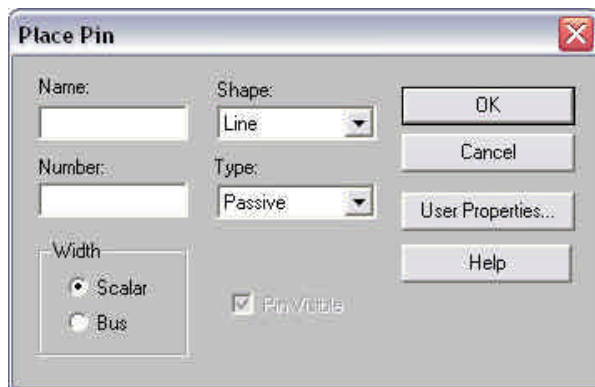 Place Pin
Name:
Shape:
Line
OK
Cancel
Number:
Type:
Passive
User Properties...
Help
Width
Scalar
Bus
Pin Visible